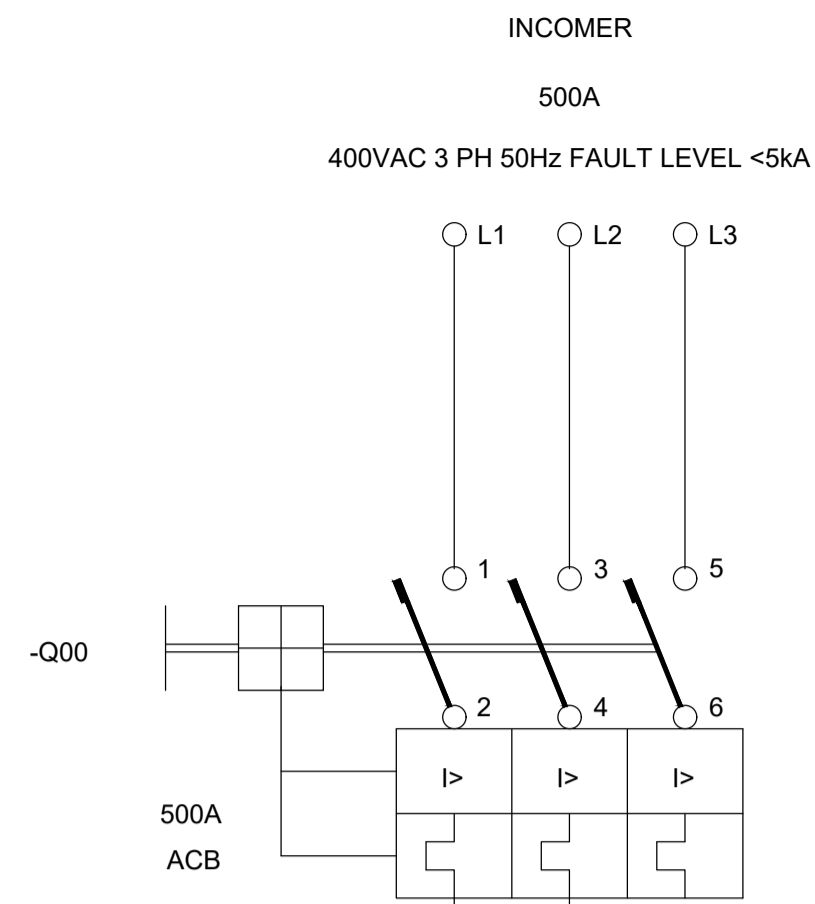 INCOMER
500A
400VAC 3 PH 50Hz FAULT LEVEL <5kA
L1 L2 L3
1 3 5
-Q00
2 4 6
I> I> I>
500A
ACB